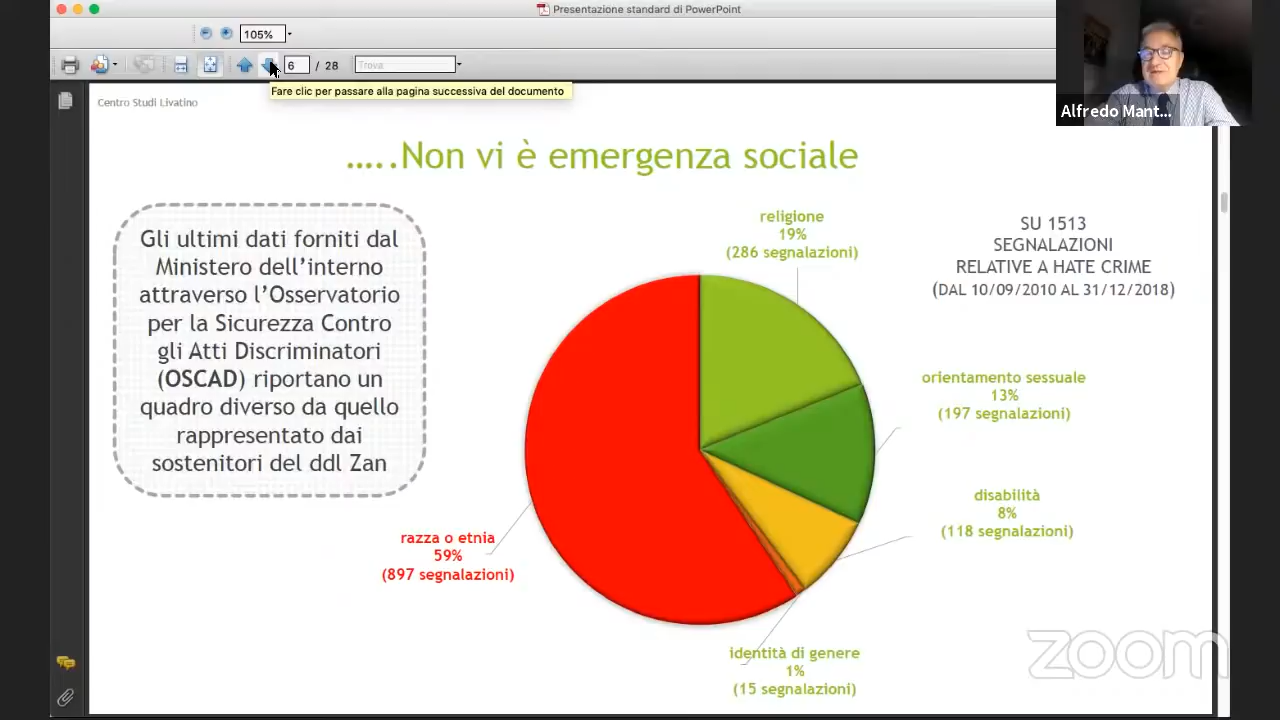 Presentazione standard di PowerPoint
105%
6 / 28
Trova
Fare clic per passare alla pagina successiva del documento
Alfredo Mant...
Centro Studi Livatino
.....Non vi è emergenza sociale
Gli ultimi dati forniti dal
Ministero dell'interno
attraverso l'Osservatorio
per la Sicurezza Contro
gli Atti Discriminatori
(OSCAD) riportano un
quadro diverso da quello
rappresentato dai
sostenitori del ddl Zan
religione
19%
(286 segnalazioni)
SU 1513
SEGNALAZIONI
RELATIVE A HATE CRIME
(DAL 10/09/2010 AL 31/12/2018)
orientamento sessuale
13%
(197 segnalazioni)
disabilità
8%
(118 segnalazioni)
razza o etnia
59%
(897 segnalazioni)
identità di genere
1%
(15 segnalazioni)
zoom